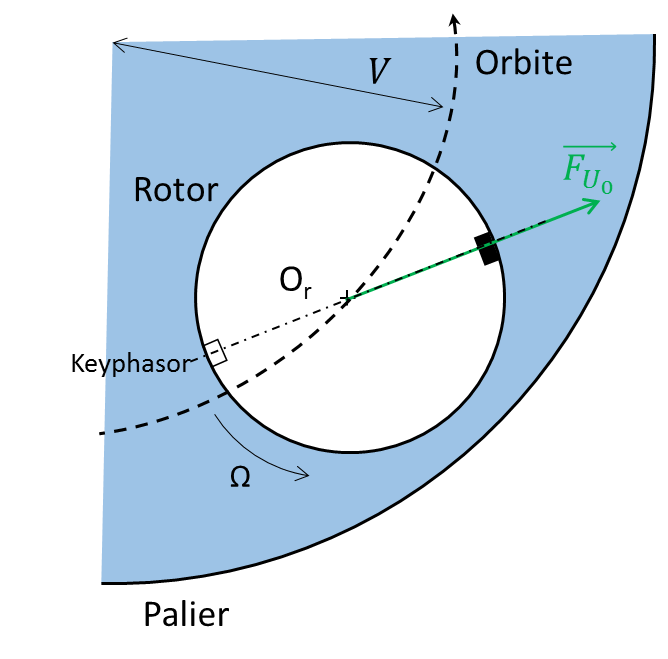 V
Orbite
Rotor
F_{U_0}
O_r
Keyphasor
Ω
Palier